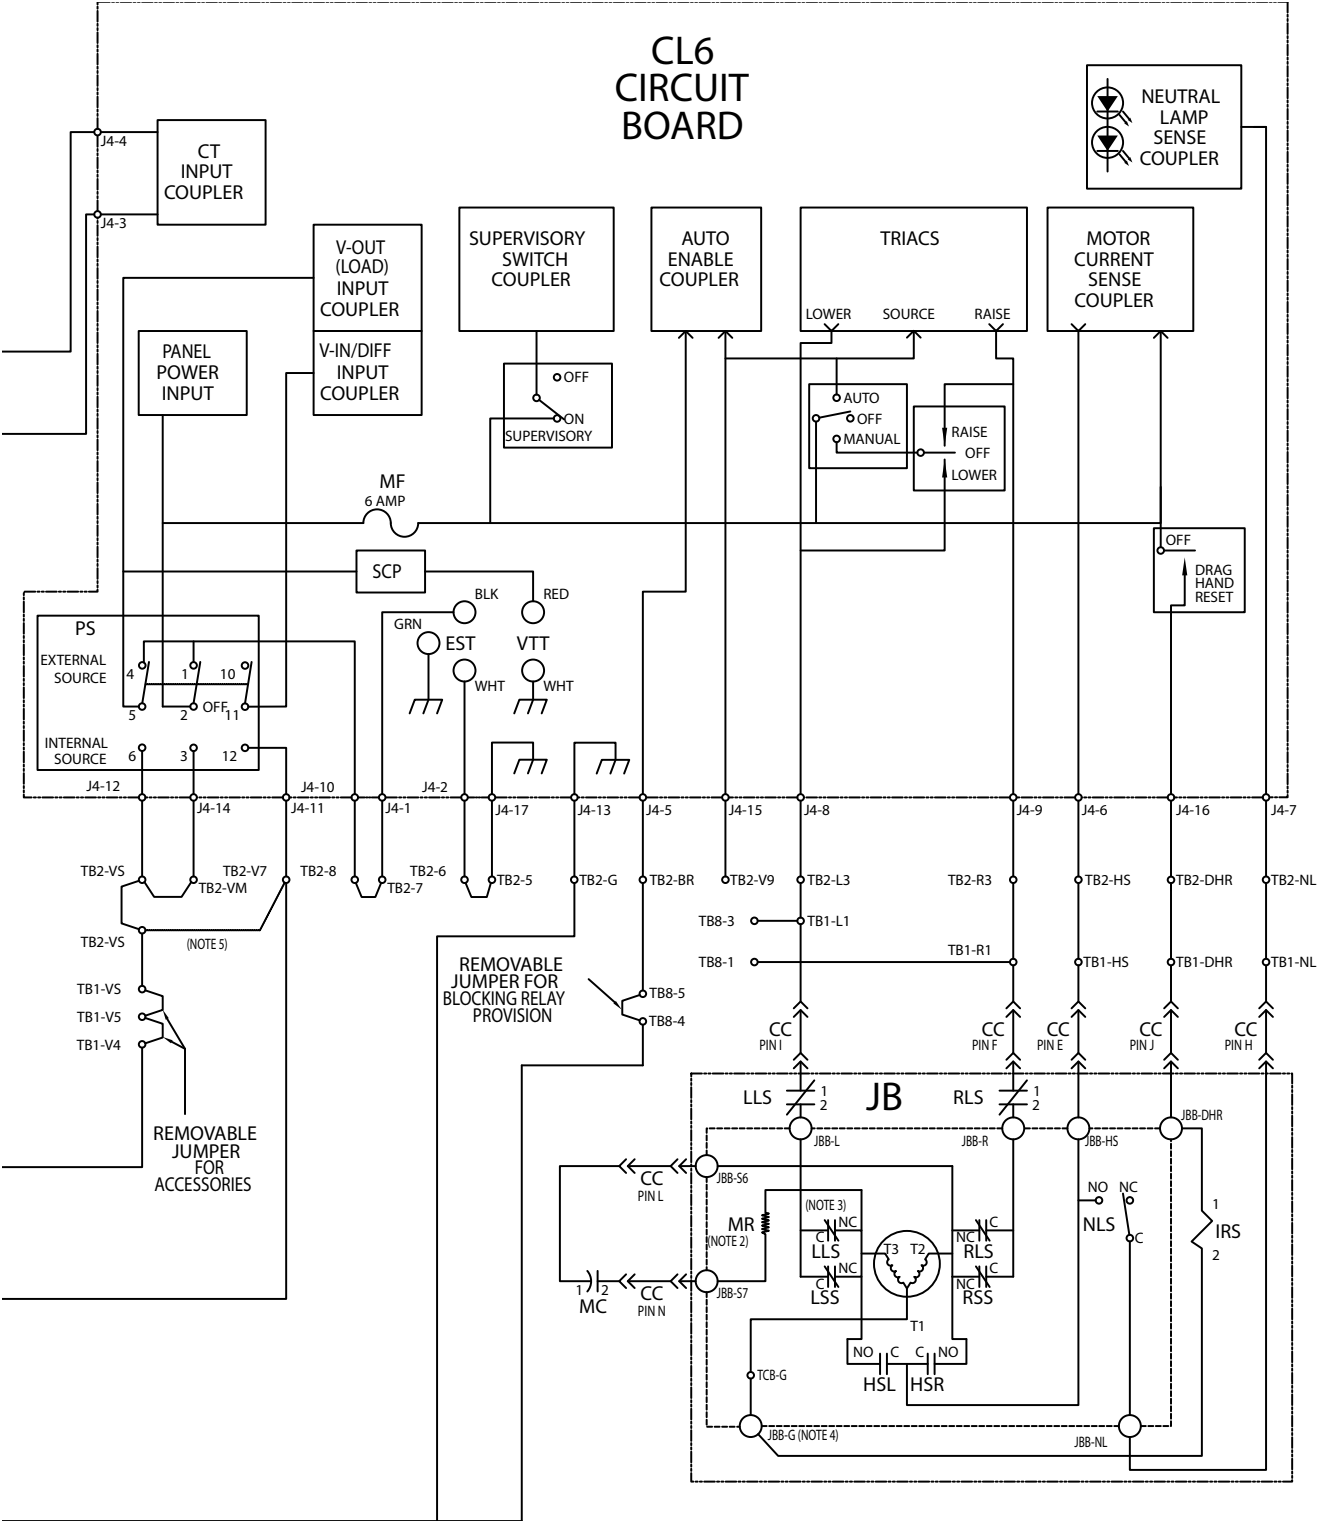 CL6
CIRCUIT
BOARD
NEUTRAL
LAMP
SENSE
COUPLER
J4-4
CT
INPUT
COUPLER
J4-3
V-OUT
(LOAD)
INPUT
COUPLER
SUPERVISORY
SWITCH
COUPLER
AUTO
ENABLE
COUPLER
TRIACS
LOWER
SOURCE
RAISE
MOTOR
CURRENT
SENSE
COUPLER
PANEL
POWER
INPUT
V-IN/DIFF
INPUT
COUPLER
OFF
ON
SUPERVISORY
AUTO
OFF
MANUAL
RAISE
OFF
LOWER
MF
6 AMP
SCP
BLK
RED
GRN
EST
VTT
WHT
WHT
OFF
DRAG
HAND
RESET
PS
EXTERNAL
SOURCE
4
1
10
5
2
OFF
11
INTERNAL
SOURCE
6
3
12
J4-12
J4-14
J4-11
J4-10
J4-1
J4-2
J4-17
J4-13
J4-5
J4-15
J4-8
J4-9
J4-6
J4-16
J4-7
TB2-VS
TB2-VM
TB2-V7
TB2-8
TB2-7
TB2-6
TB2-5
TB2-G
TB2-BR
TB2-V9
TB2-L3
TB2-R3
TB2-HS
TB2-DHR
TB2-NL
TB2-VS
(NOTE 5)
TB8-3
TB1-L1
TB8-1
TB1-R1
TB1-HS
TB1-DHR
TB1-NL
TB1-VS
TB1-V5
TB1-V4
REMOVABLE
JUMPER FOR
BLOCKING RELAY
PROVISION
TB8-5
TB8-4
CC
PIN I
CC
PIN F
CC
PIN E
CC
PIN J
CC
PIN H
REMOVABLE
JUMPER
FOR
ACCESSORIES
LLS
1
2
JB
RLS
1
2
JBB-L
JBB-R
JBB-HS
JBB-DHR
CC
PIN L
JBB-S6
MR
(NOTE 2)
(NOTE 3)
C
NC
LLS
C
NC
LSS
T3
T2
T1
NC
C
RLS
NC
C
RSS
NO
NC
NLS
C
1
IRS
2
1
2
MC
CC
PIN N
JBB-S7
NO
C
HSL
C
NO
HSR
TCB-G
JBB-G (NOTE 4)
JBB-NL